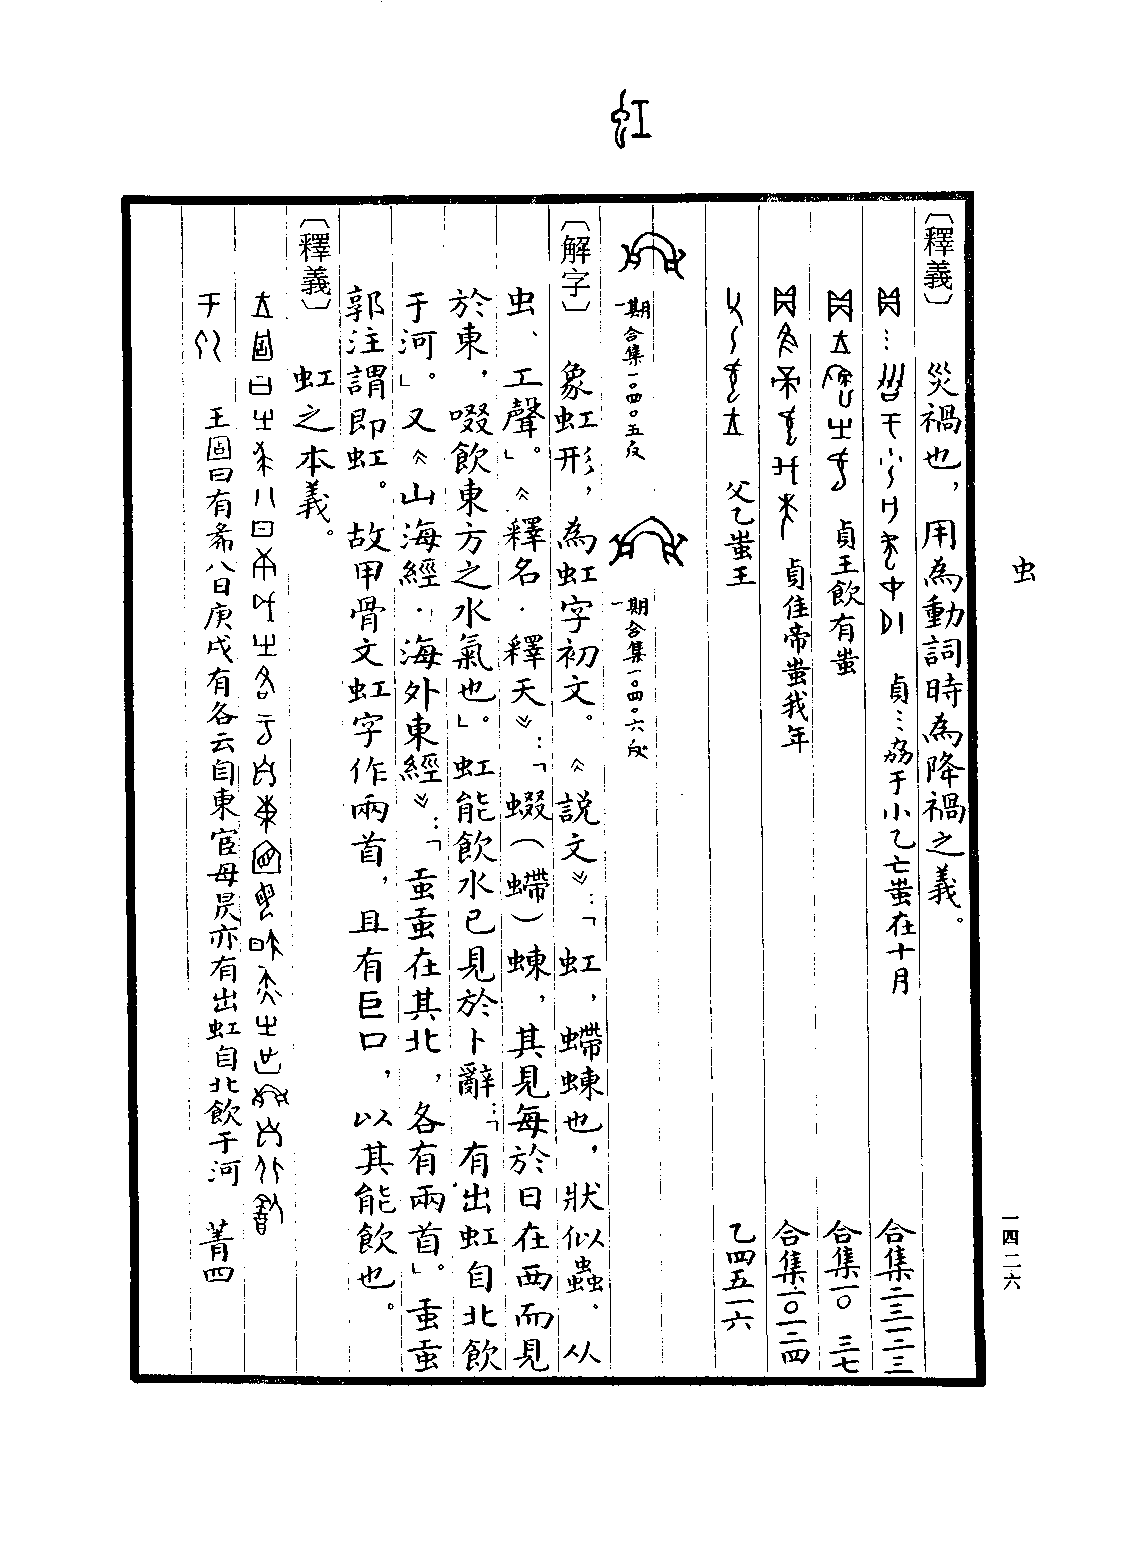 虫
一四二六
〔釋義〕 災禍也，用為動詞時為降禍之義。
貞…劦于小乙亡蚩在十月 合集二三一二三
貞王飲有蚩 合集一〇一三七
貞隹帝蚩我年 合集一〇一二四
父乙蚩王 乙四五一六
虹
一期 合集一〇四〇五反
一期 合集一〇四〇六反
〔解字〕 象虹形，為虹字初文。《說文》：「虹，螮蝀也，狀似蟲．从
虫、工聲。」《釋名．釋天》：「蝃（螮）蝀，其見每於日在西而見
於東，啜飲東方之水氣也」。虹能飲水已見於卜辭：「有出虹自北飲
于河」。又《山海經．海外東經》：「䖝䖝在其北，各有兩首」。䖝䖝
郭注謂即虹。故甲骨文虹字作兩首，且有巨口，以其能飲也。
〔釋義〕 虹之本義。
王固曰有希八日庚戌有各云自東宦母昃亦有出虹自北飲于河 菁四